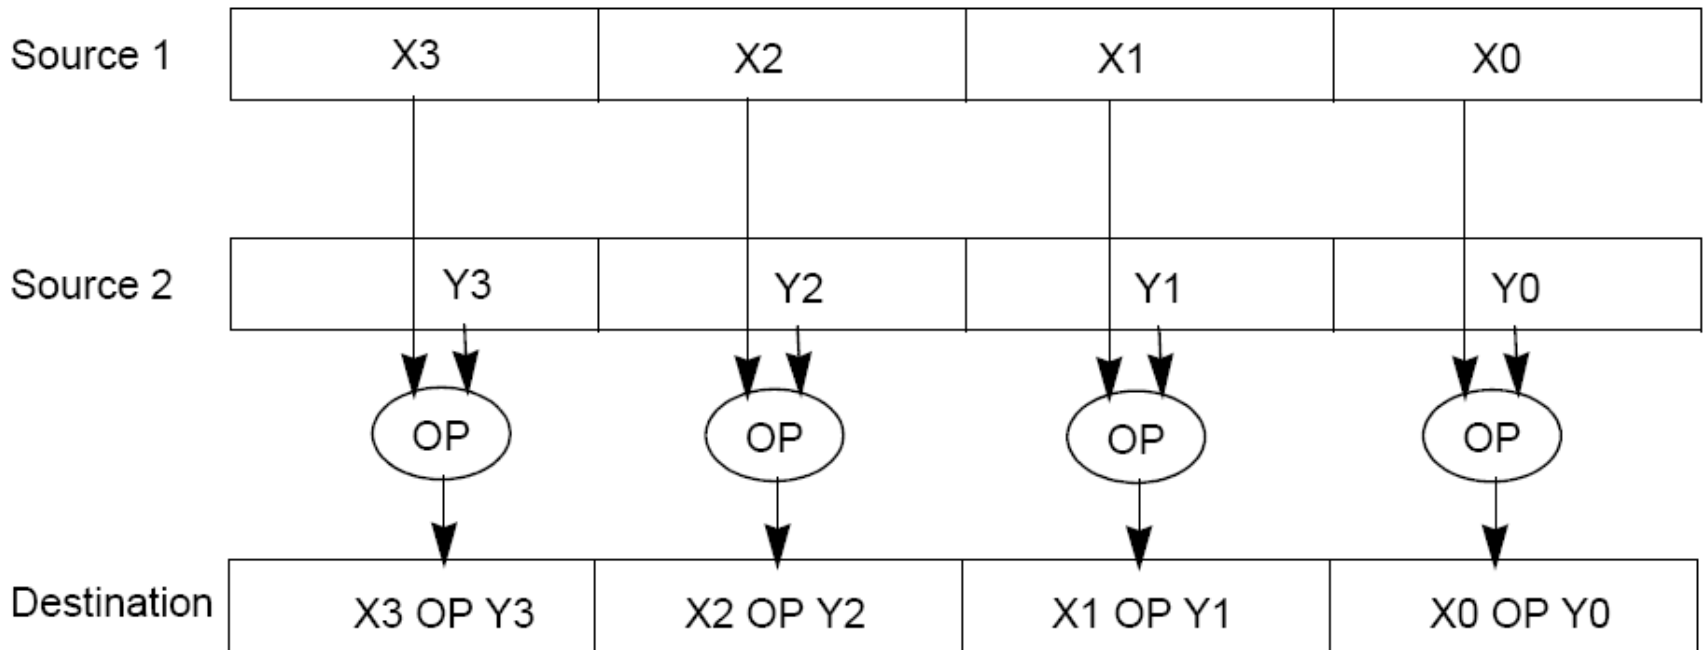 Source 1 X3 X2 X1 X0
Source 2 Y3 Y2 Y1 Y0
OP OP OP OP
Destination X3 OP Y3 X2 OP Y2 X1 OP Y1 X0 OP Y0